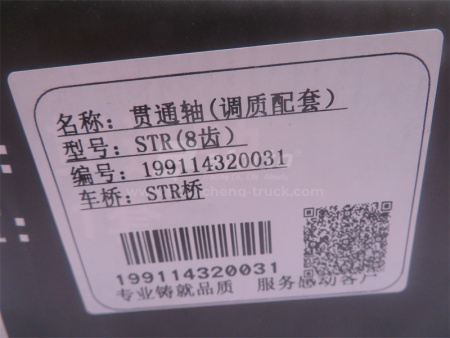 名称: 贯通轴(调质配套)
型号: STR(8齿)
编号: 199114320031
车桥: STR桥
199114320031
专业铸就品质 服务感动客户